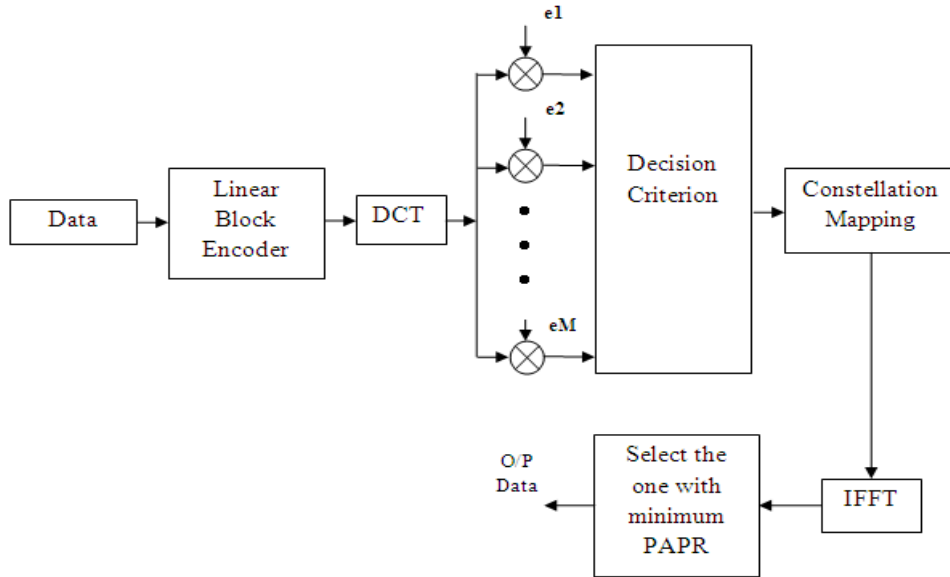 Data
Linear
Block
Encoder
DCT
e1
e2
eM
Decision
Criterion
Constellation
Mapping
IFFT
Select the
one with
minimum
PAPR
O/P
Data